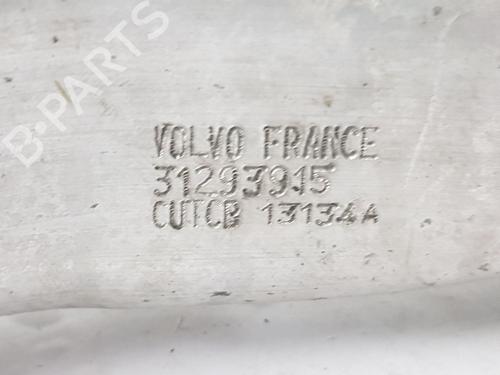 B-PARTS
VOLVO FRANCE
31293915
CUTCB 13134A